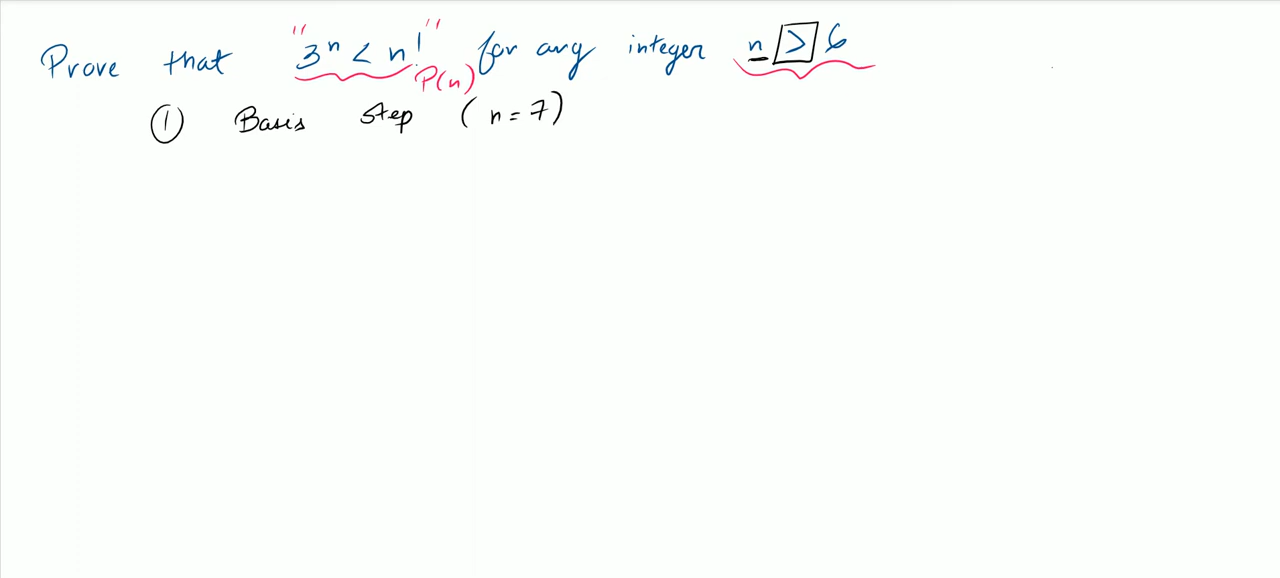 Prove that "3ⁿ < n!" for any integer n > 6
P(n)
① Basis step (n = 7)